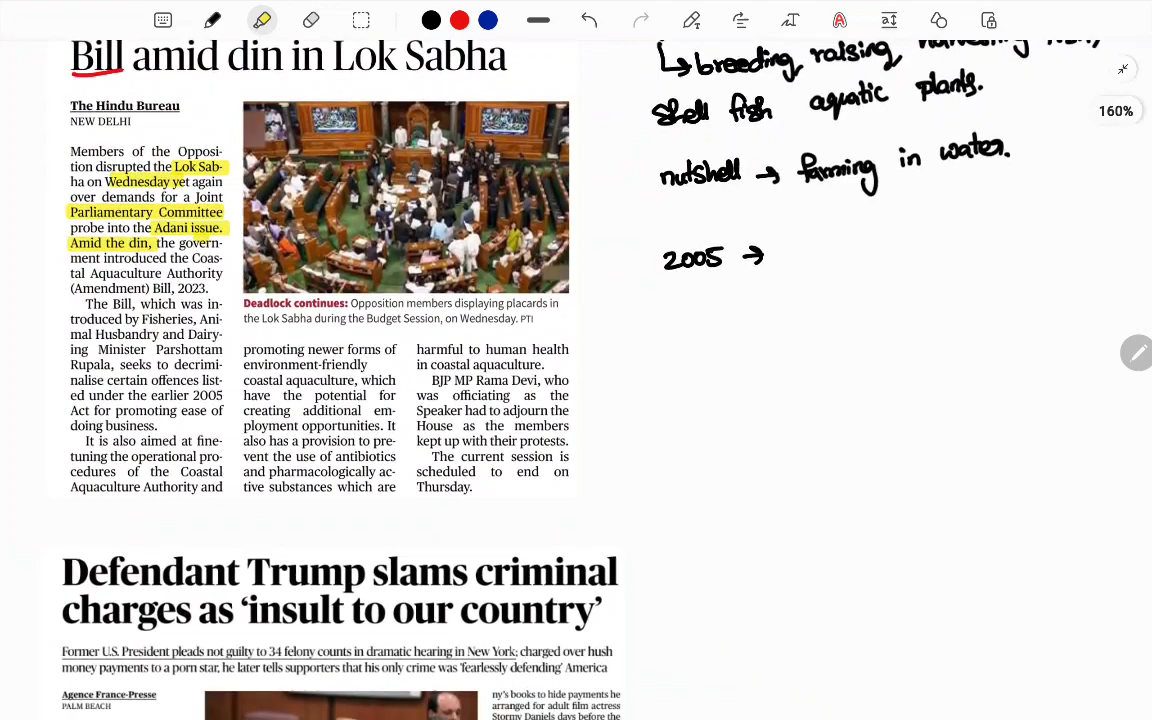 Bill amid din in Lok Sabha
The Hindu Bureau
NEW DELHI
Members of the Opposi-
tion disrupted the Lok Sab-
ha on Wednesday yet again
over demands for a Joint
Parliamentary Committee
probe into the Adani issue.
Amid the din, the govern-
ment introduced the Coas-
tal Aquaculture Authority
(Amendment) Bill, 2023.
The Bill, which was in-
troduced by Fisheries, Ani-
mal Husbandry and Dairy-
ing Minister Parshottam
Rupala, seeks to decrimi-
nalise certain offences list-
ed under the earlier 2005
Act for promoting ease of
doing business.
It is also aimed at fine-
tuning the operational pro-
cedures of the Coastal
Aquaculture Authority and
Deadlock continues: Opposition members displaying placards in
the Lok Sabha during the Budget Session, on Wednesday. PTI
promoting newer forms of
environment-friendly
coastal aquaculture, which
have the potential for
creating additional em-
ployment opportunities. It
also has a provision to pre-
vent the use of antibiotics
and pharmacologically ac-
tive substances which are
harmful to human health
in coastal aquaculture.
BJP MP Rama Devi, who
was officiating as the
Speaker had to adjourn the
House as the members
kept up with their protests.
The current session is
scheduled to end on
Thursday.
Defendant Trump slams criminal
charges as ‘insult to our country’
Former U.S. President pleads not guilty to 34 felony counts in dramatic hearing in New York; charged over hush
money payments to a porn star, he later tells supporters that his only crime was ‘fearlessly defending’ America
Agence France-Presse
PALM BEACH
ny's books to hide payments he
arranged for adult film actress
Stormy Daniels days before the
breeding, raising, harvesting fish,
shell fish aquatic plants.
nutshell → farming in water.
2005 →
160%